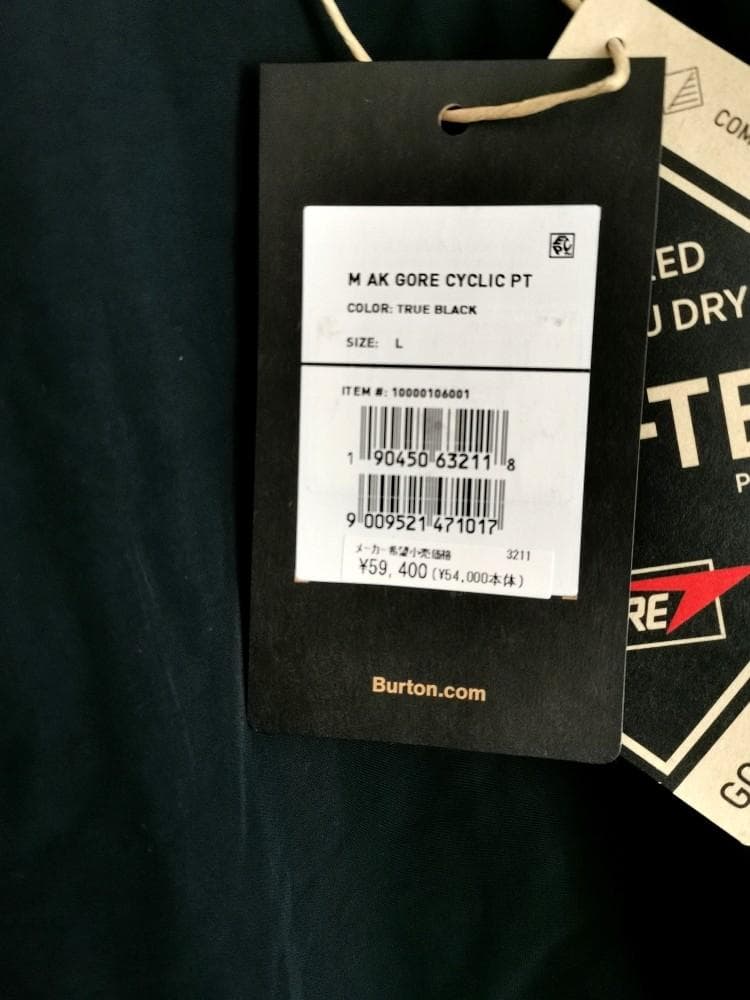 M AK GORE CYCLIC PT
COLOR: TRUE BLACK
SIZE: L
ITEM #: 10000106001
1 90450 63211 8
9 009521 471017
メーカー希望小売価格 3211
¥59,400 (¥54,000本体)
Burton.com
COM
ED
U DRY
-TE
P
RE
GO